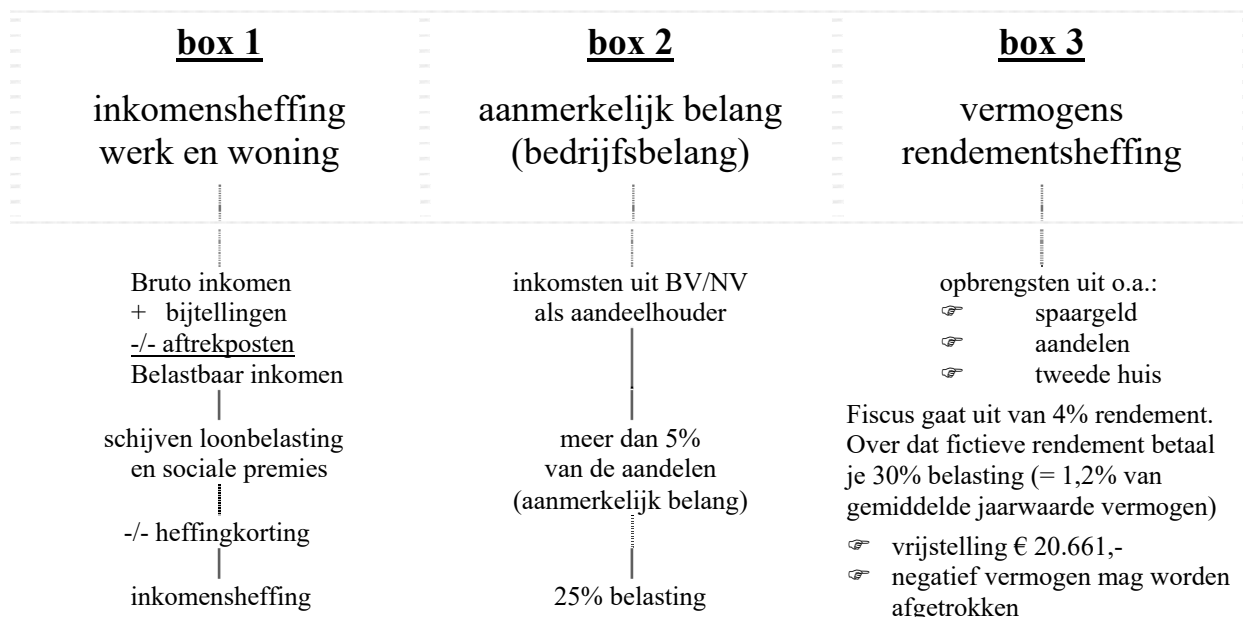 box 1
inkomensheffing
werk en woning
Bruto inkomen
+ bijtellingen
-/- aftrekposten
Belastbaar inkomen
schijven loonbelasting
en sociale premies
-/- heffingkorting
inkomensheffing
box 2
aanmerkelijk belang
(bedrijfsbelang)
inkomsten uit BV/NV
als aandeelhouder
meer dan 5%
van de aandelen
(aanmerkelijk belang)
25% belasting
box 3
vermogens
rendementsheffing
opbrengsten uit o.a.:
☞ spaargeld
☞ aandelen
☞ tweede huis
Fiscus gaat uit van 4% rendement.
Over dat fictieve rendement betaal
je 30% belasting (= 1,2% van
gemiddelde jaarwaarde vermogen)
☞ vrijstelling € 20.661,-
☞ negatief vermogen mag worden
afgetrokken